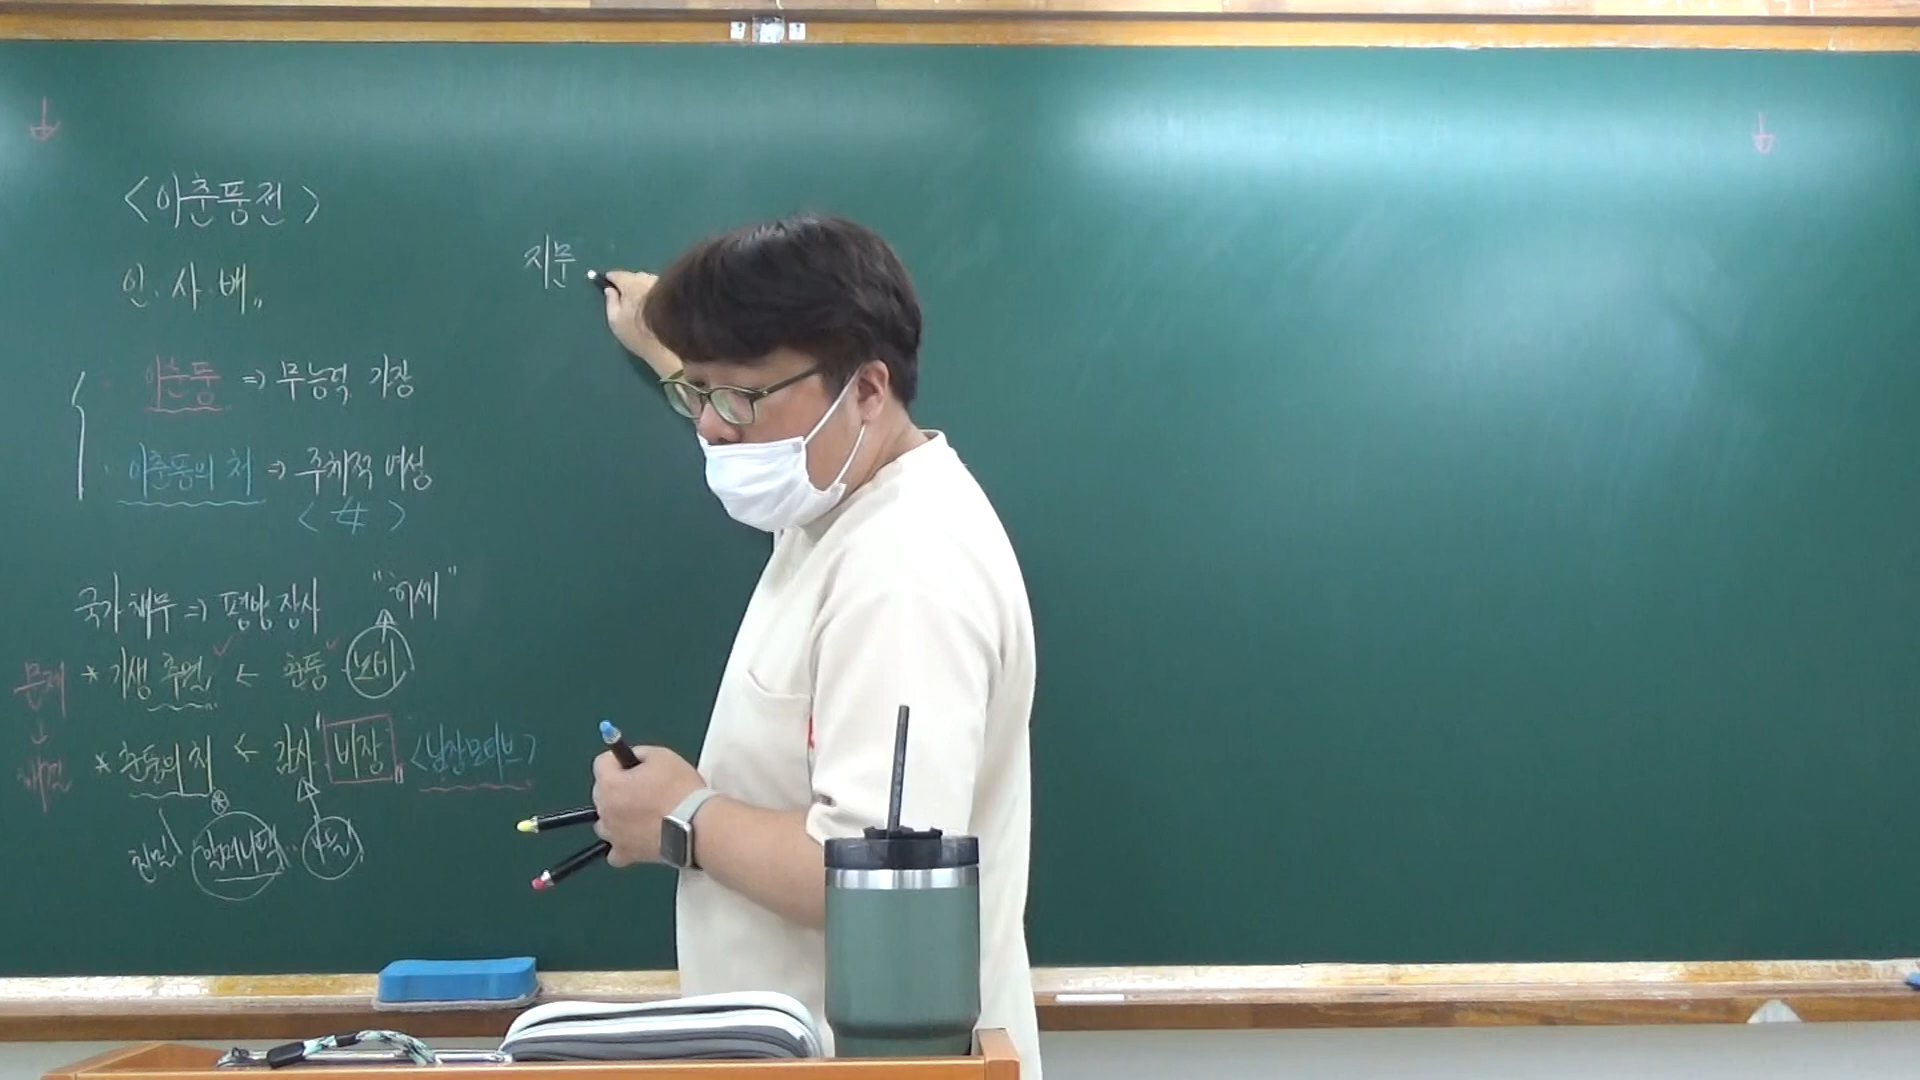 <이춘풍전>
인. 사. 배.,
이춘풍 => 무능력 가장
이춘풍의 처 => 주체적 여성
< 女 >
국가 채무 => 평양 장사 "허세"
문제 * 기생 추월, ← 춘풍 노비
↓
해결 * 춘풍의 처 ← 감사 "비장" <남장모티브>
지문